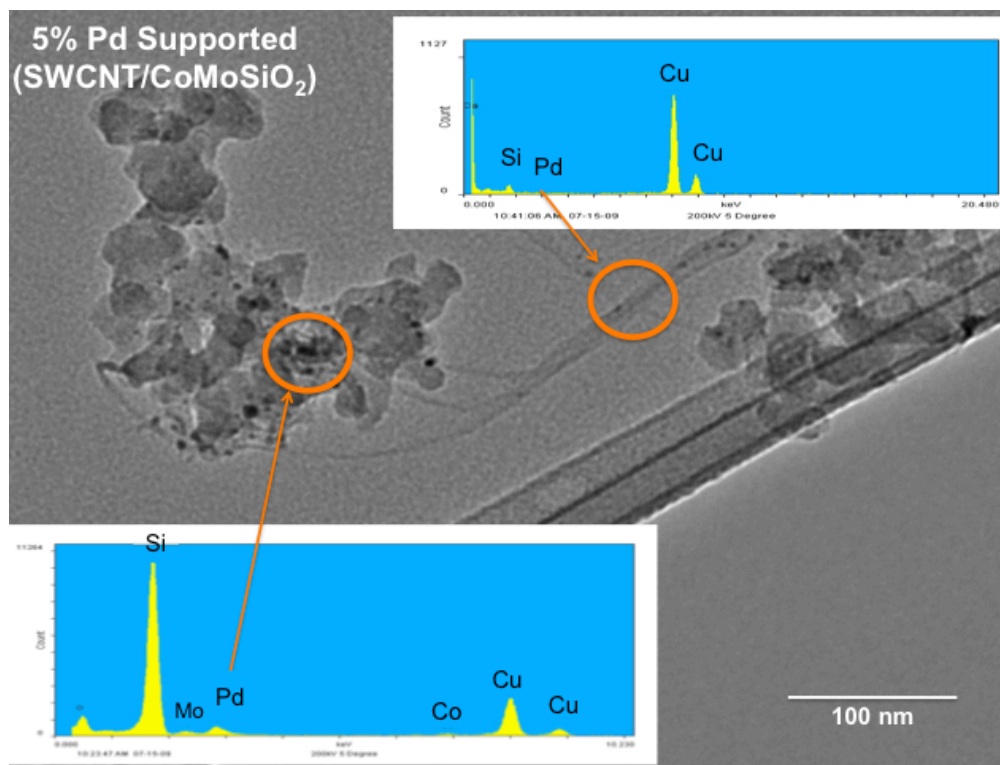 5% Pd Supported
(SWCNT/CoMoSiO₂)
1127
Count
0
Si
Pd
Cu
Cu
0.000
keV
20.480
10:41:06 AM 07-15-09
200kV 5 Degree
11264
Count
0
Si
Mo
Pd
Co
Cu
Cu
0.000
keV
10.230
10:23:47 AM 07-15-09
200kV 5 Degree
100 nm